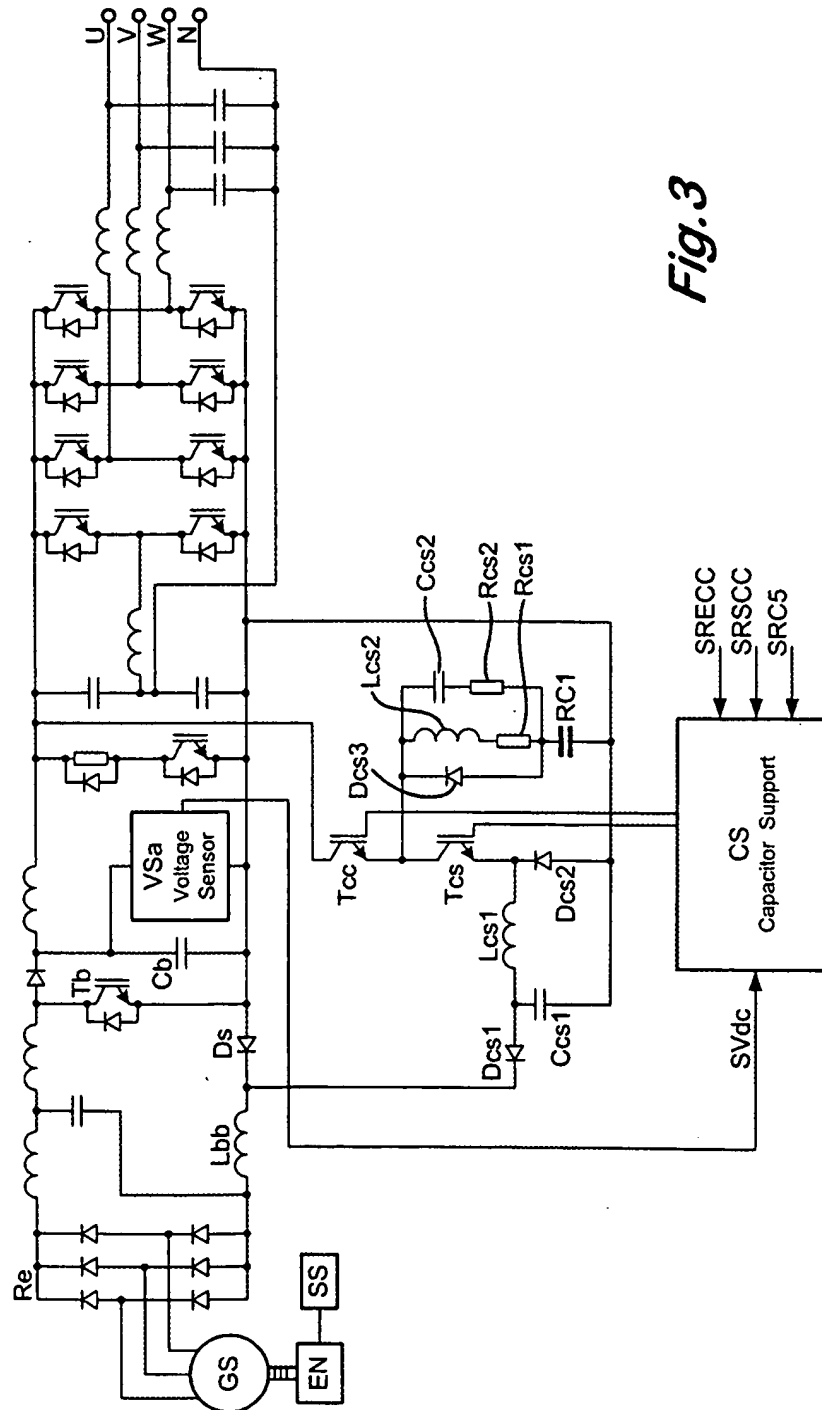 U
V
W
N
Re
GS
EN
SS
Lbb
Ds
Tb
Cb
VSa
Voltage
Sensor
Tcc
Tcs
Dcs1
Ccs1
Lcs1
Dcs2
Dcs3
Lcs2
Ccs2
Rcs2
Rcs1
RC1
SVdc
CS
Capacitor Support
SRECC
SRSCC
SRC5
Fig.3